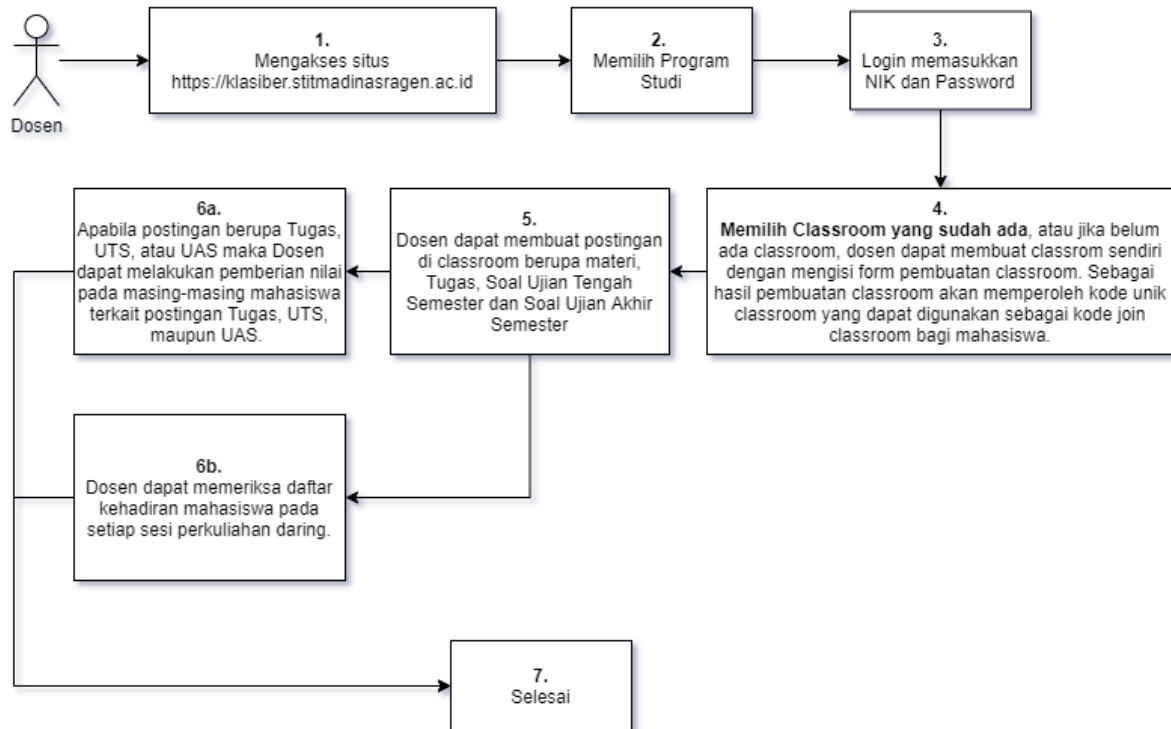 Dosen
1.
Mengakses situs
https://klasiber.stitmadinasragen.ac.id
2.
Memilih Program
Studi
3.
Login memasukkan
NIK dan Password
4.
Memilih Classroom yang sudah ada, atau jika belum
ada classroom, dosen dapat membuat classrom sendiri
dengan mengisi form pembuatan classroom. Sebagai
hasil pembuatan classroom akan memperoleh kode unik
classroom yang dapat digunakan sebagai kode join
classroom bagi mahasiswa.
5.
Dosen dapat membuat postingan
di classroom berupa materi,
Tugas, Soal Ujian Tengah
Semester dan Soal Ujian Akhir
Semester
6a.
Apabila postingan berupa Tugas,
UTS, atau UAS maka Dosen
dapat melakukan pemberian nilai
pada masing-masing mahasiswa
terkait postingan Tugas, UTS,
maupun UAS.
6b.
Dosen dapat memeriksa daftar
kehadiran mahasiswa pada
setiap sesi perkuliahan daring.
7.
Selesai